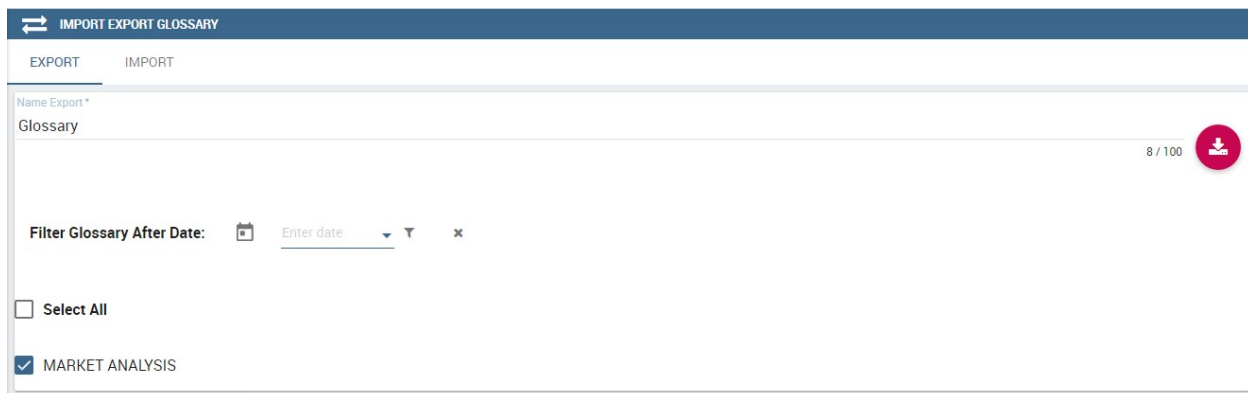 IMPORT EXPORT GLOSSARY
EXPORT IMPORT
Name Export *
Glossary
8 / 100
Filter Glossary After Date: Enter date
Select All
MARKET ANALYSIS